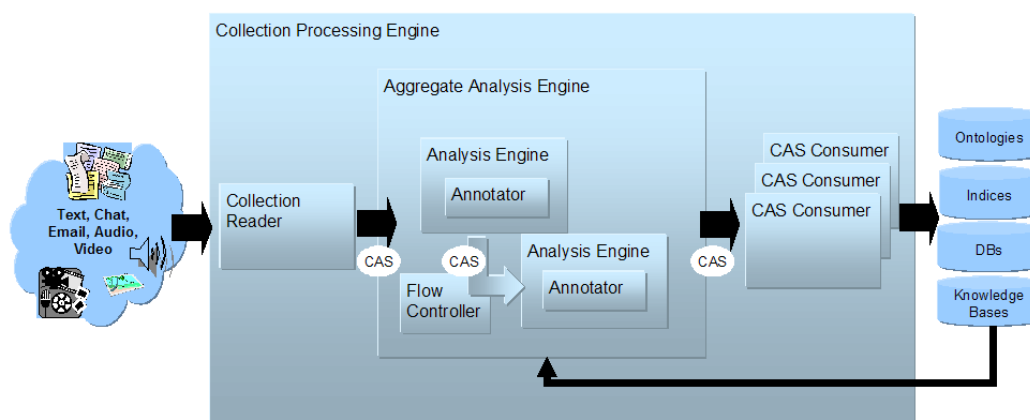 Collection Processing Engine
Aggregate Analysis Engine
Text, Chat,
Email, Audio,
Video
Collection
Reader
CAS
Analysis Engine
Annotator
CAS
Flow
Controller
Analysis Engine
Annotator
CAS
CAS Consumer
CAS Consumer
CAS Consumer
Ontologies
Indices
DBs
Knowledge
Bases